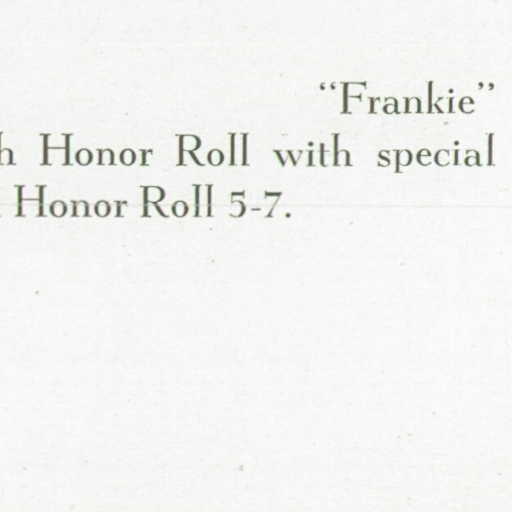 “Frankie”
h Honor Roll with special
Honor Roll 5-7.